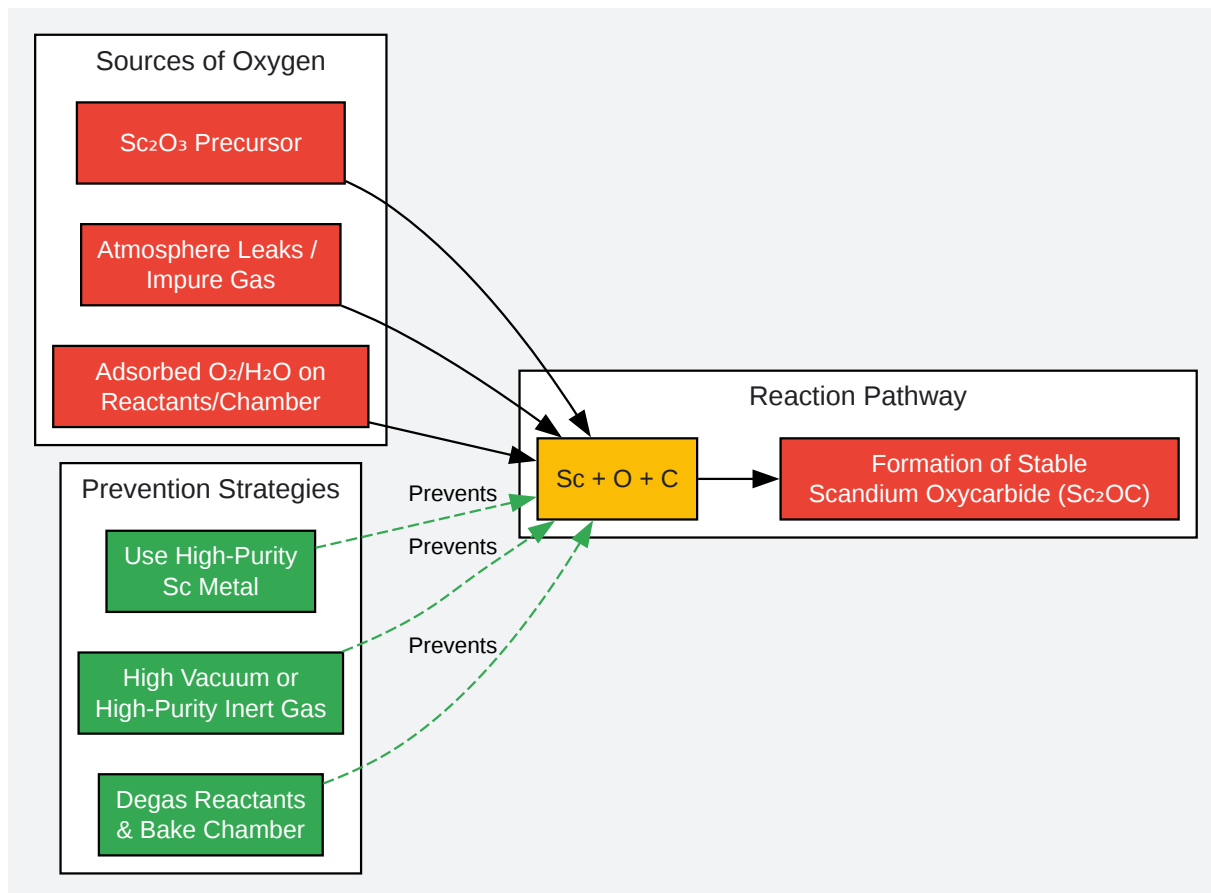 Sources of Oxygen
Sc₂O₃ Precursor
Atmosphere Leaks /
Impure Gas
Adsorbed O₂/H₂O on
Reactants/Chamber
Reaction Pathway
Sc + O + C
Formation of Stable
Scandium Oxycarbide (Sc₂OC)
Prevention Strategies
Use High-Purity
Sc Metal
High Vacuum or
High-Purity Inert Gas
Degas Reactants
& Bake Chamber
Prevents
Prevents
Prevents